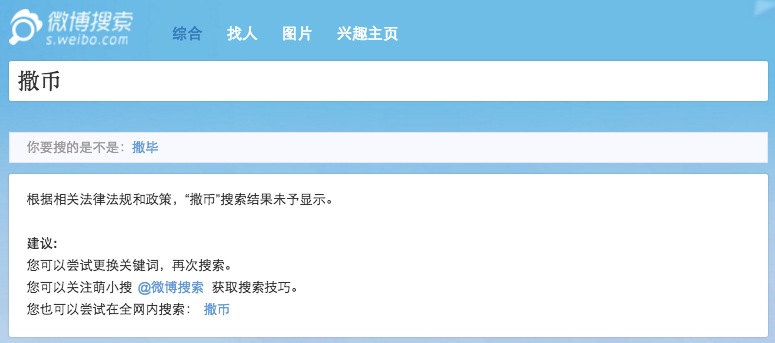 微博搜索
s.weibo.com
综合 找人 图片 兴趣主页
撒币
你要搜的是不是：撒毕
根据相关法律法规和政策，“撒币”搜索结果未予显示。
建议:
您可以尝试更换关键词，再次搜索。
您可以关注萌小搜 @微博搜索 获取搜索技巧。
您也可以尝试在全网内搜索： 撒币